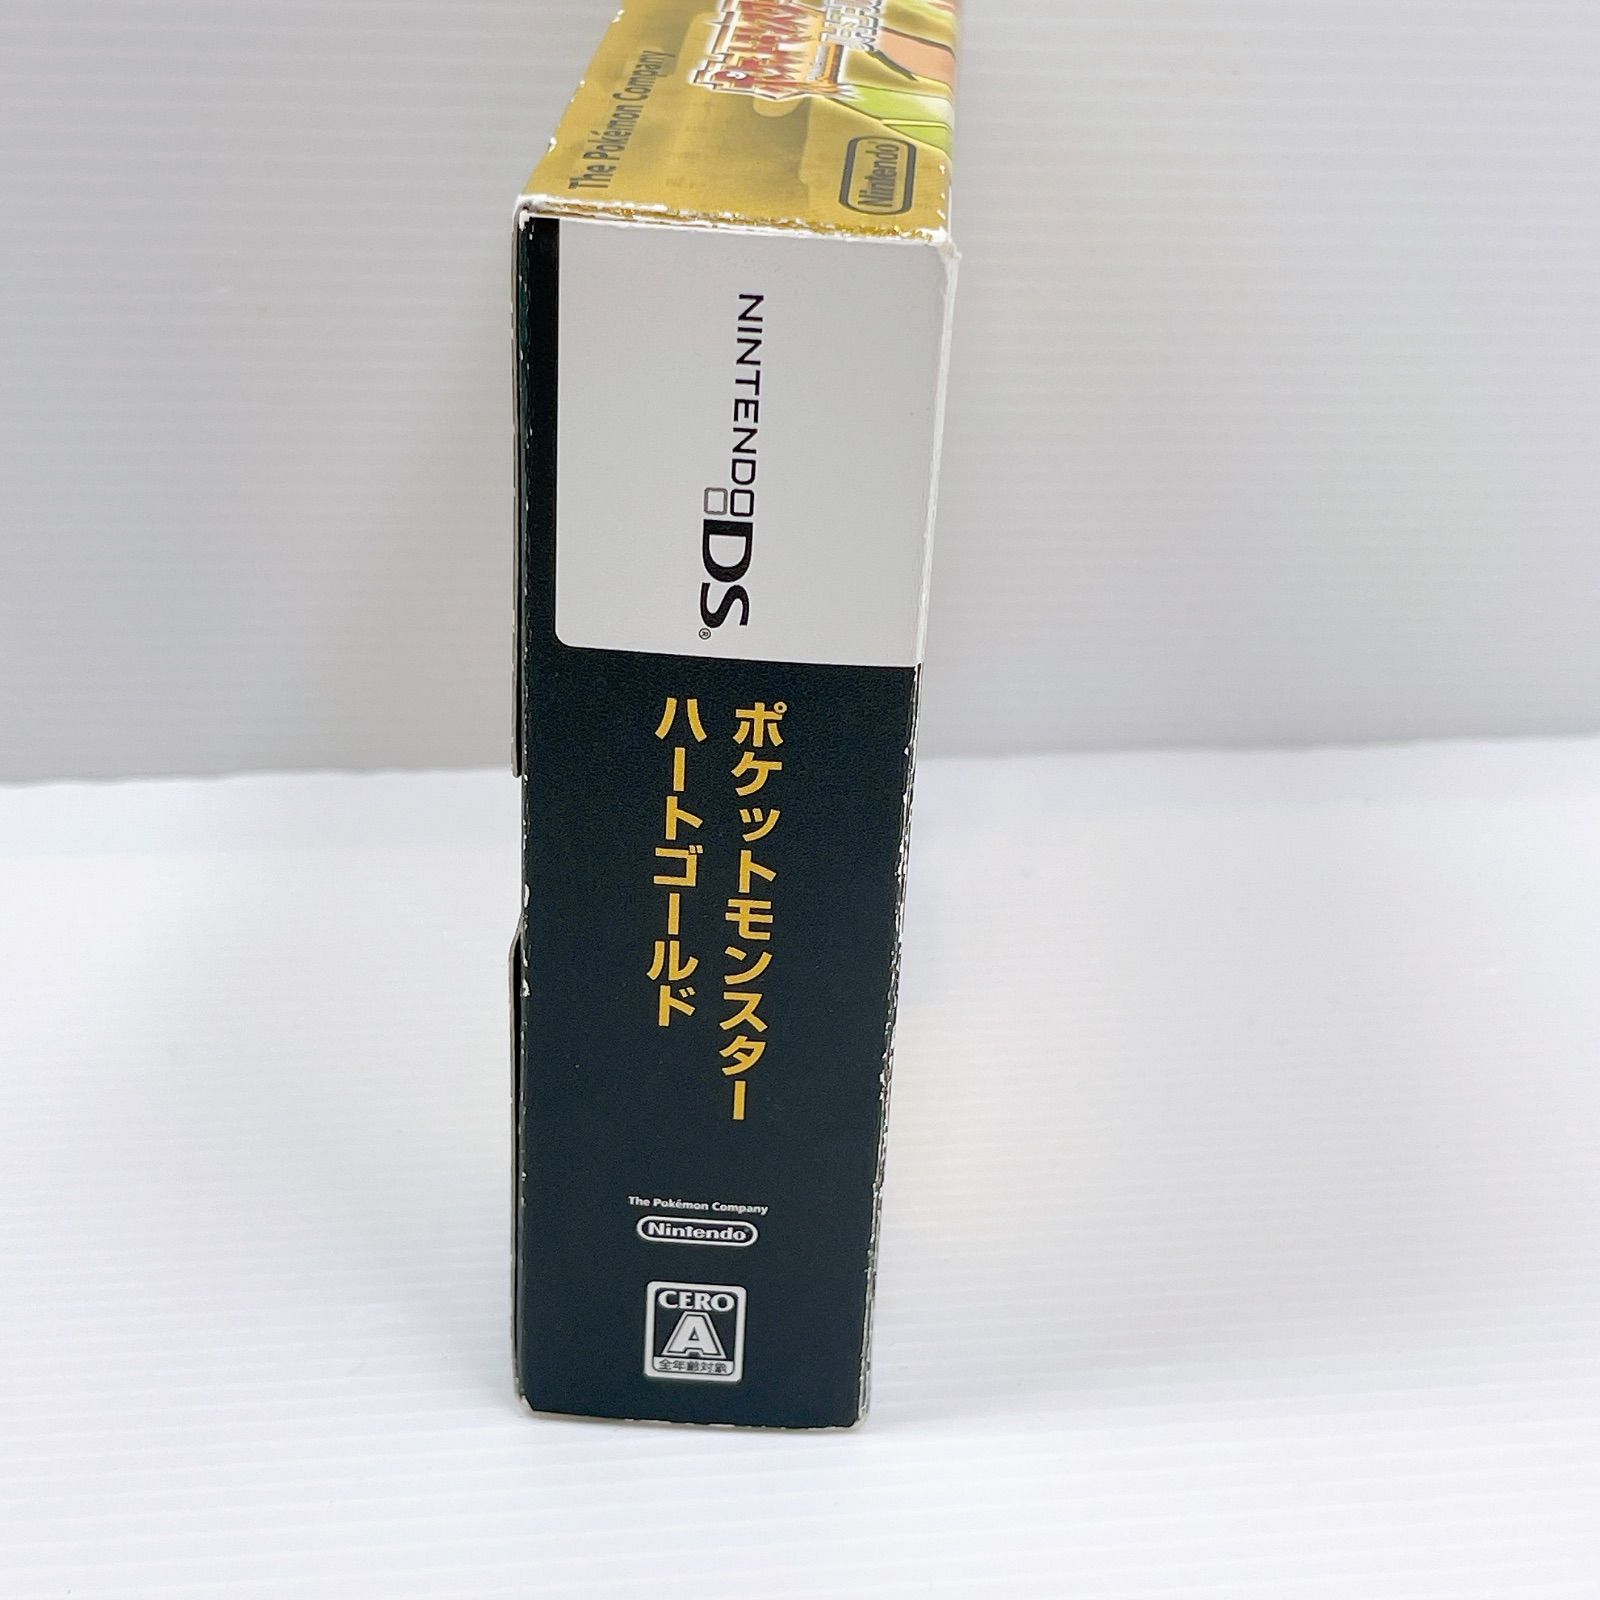 The Pokémon Company
Nintendo
NINTENDO DS®
ポケットモンスター
ハートゴールド
The Pokémon Company
Nintendo
CERO
A
全年齢対象